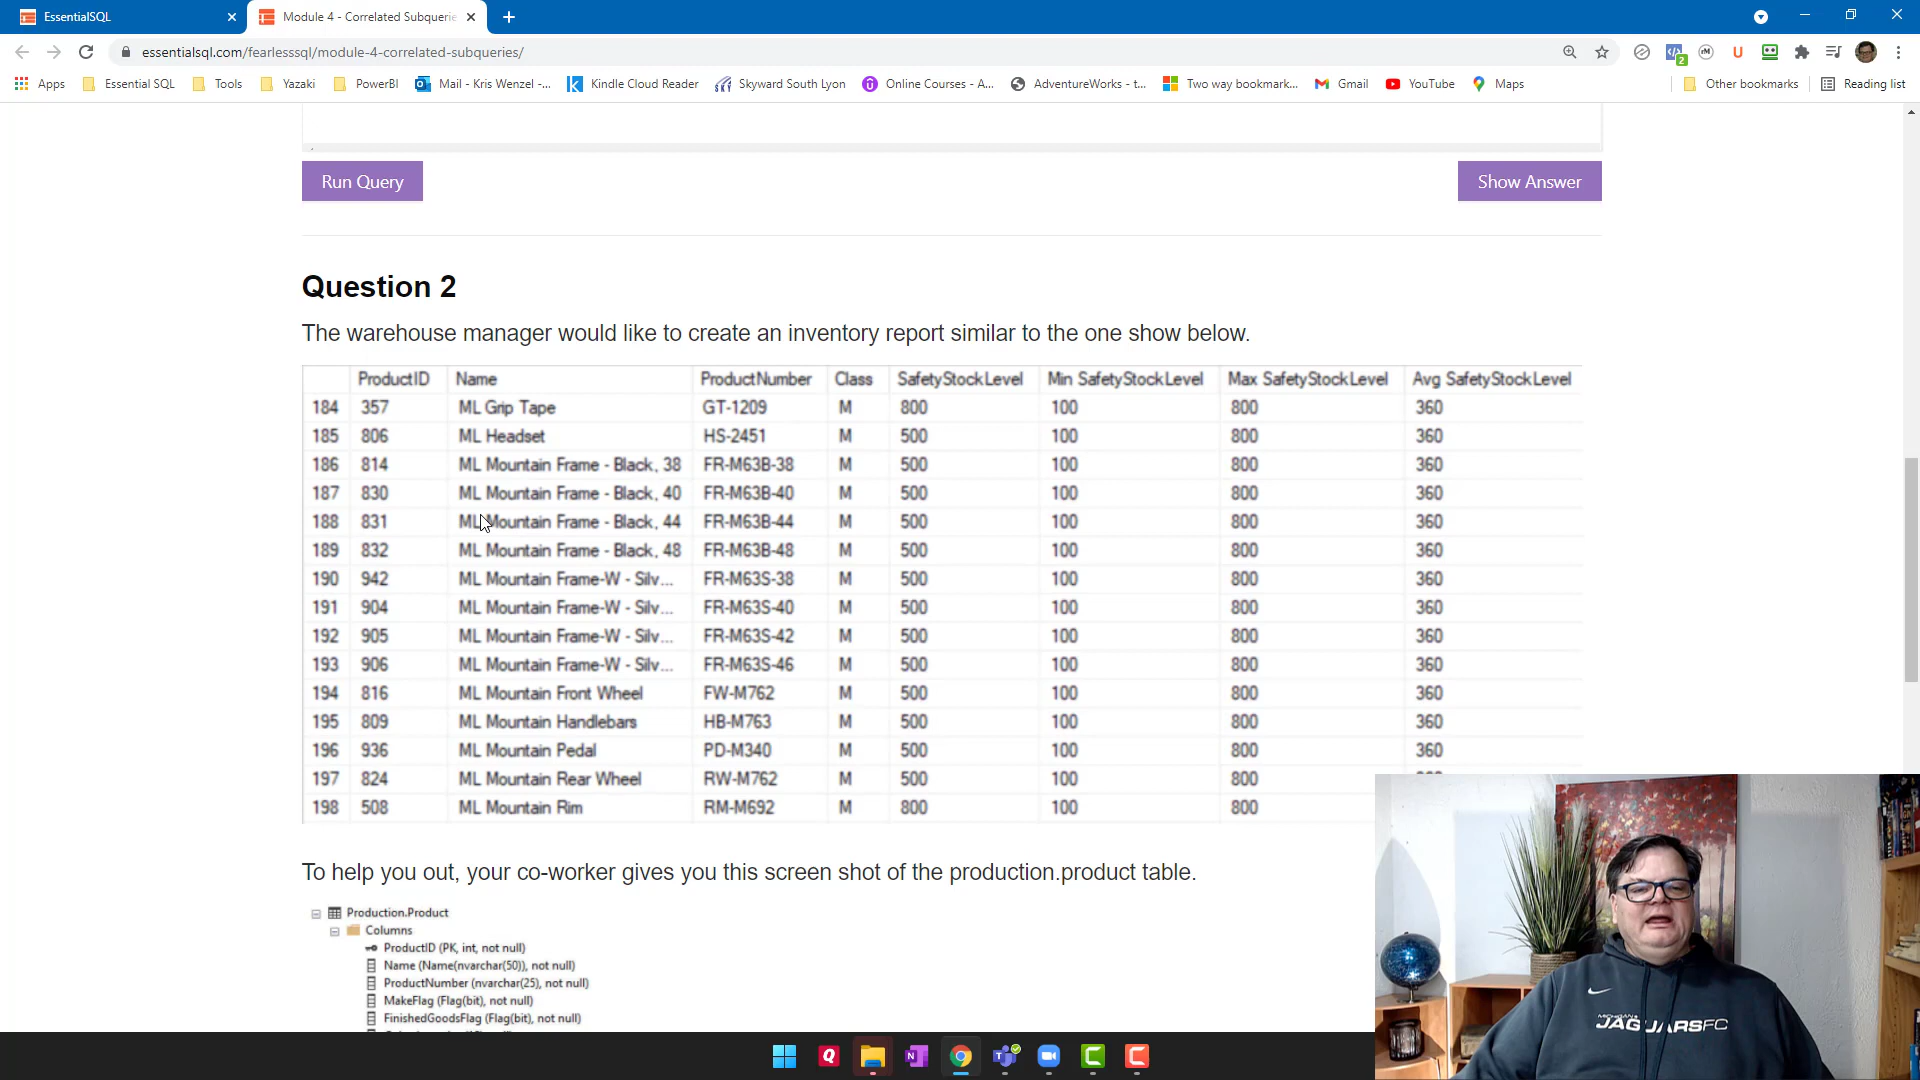 EssentialSQL
Module 4 - Correlated Subquerie
essentialsql.com/fearlesssql/module-4-correlated-subqueries/
Apps
Essential SQL
Tools
Yazaki
PowerBI
Mail - Kris Wenzel -...
Kindle Cloud Reader
Skyward South Lyon
Online Courses - A...
AdventureWorks - t...
Two way bookmark...
Gmail
YouTube
Maps
Other bookmarks
Reading list
Run Query
Show Answer
Question 2
The warehouse manager would like to create an inventory report similar to the one show below.
ProductID Name ProductNumber Class SafetyStockLevel Min SafetyStockLevel Max SafetyStockLevel Avg SafetyStockLevel
184 357 ML Grip Tape GT-1209 M 800 100 800 360
185 806 ML Headset HS-2451 M 500 100 800 360
186 814 ML Mountain Frame - Black, 38 FR-M63B-38 M 500 100 800 360
187 830 ML Mountain Frame - Black, 40 FR-M63B-40 M 500 100 800 360
188 831 ML Mountain Frame - Black, 44 FR-M63B-44 M 500 100 800 360
189 832 ML Mountain Frame - Black, 48 FR-M63B-48 M 500 100 800 360
190 942 ML Mountain Frame-W - Silv... FR-M63S-38 M 500 100 800 360
191 904 ML Mountain Frame-W - Silv... FR-M63S-40 M 500 100 800 360
192 905 ML Mountain Frame-W - Silv... FR-M63S-42 M 500 100 800 360
193 906 ML Mountain Frame-W - Silv... FR-M63S-46 M 500 100 800 360
194 816 ML Mountain Front Wheel FW-M762 M 500 100 800 360
195 809 ML Mountain Handlebars HB-M763 M 500 100 800 360
196 936 ML Mountain Pedal PD-M340 M 500 100 800 360
197 824 ML Mountain Rear Wheel RW-M762 M 500 100 800
198 508 ML Mountain Rim RM-M692 M 800 100 800
To help you out, your co-worker gives you this screen shot of the production.product table.
Production.Product
Columns
ProductID (PK, int, not null)
Name (Name(nvarchar(50)), not null)
ProductNumber (nvarchar(25), not null)
MakeFlag (Flag(bit), not null)
FinishedGoodsFlag (Flag(bit), not null)
MICHIGAN
JAGUARSFC